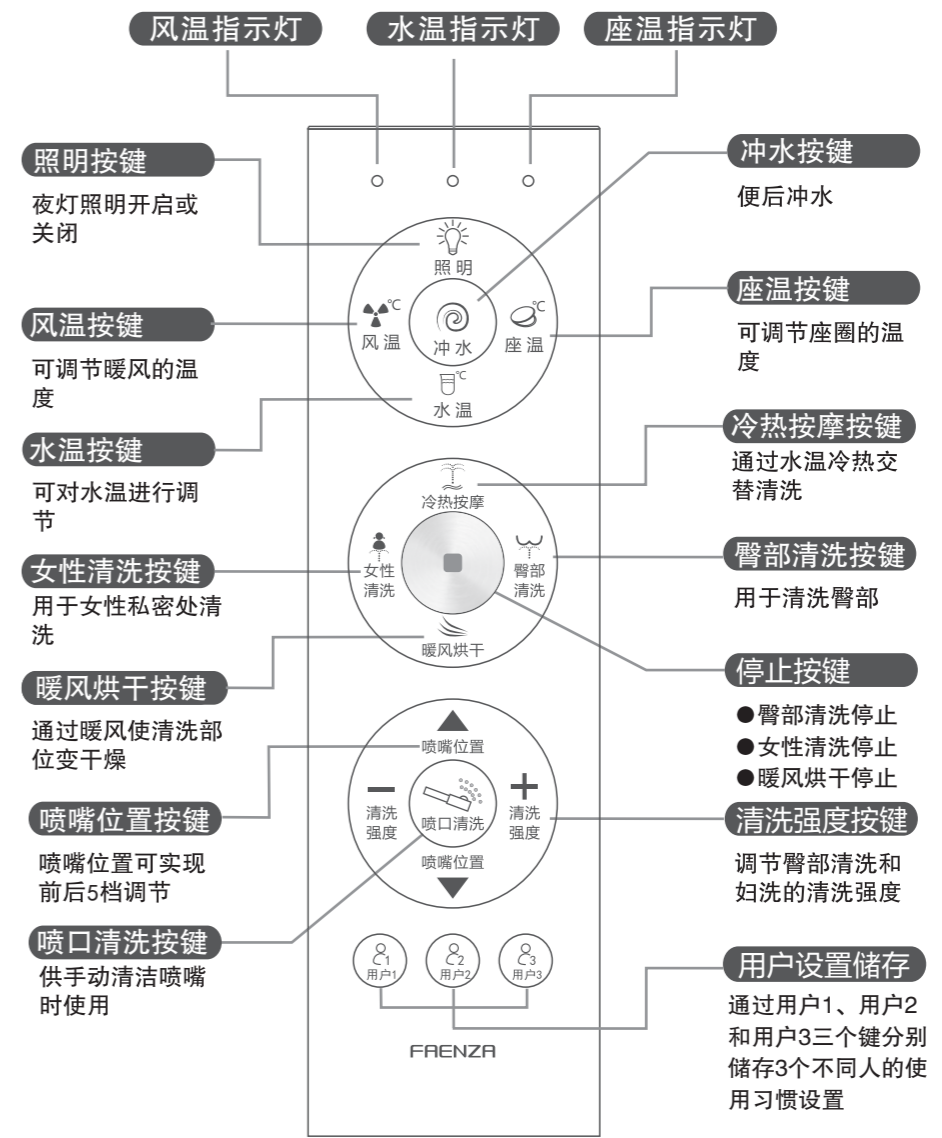 风温指示灯
水温指示灯
座温指示灯
照明按键
夜灯照明开启或
关闭
风温按键
可调节暖风的温
度
水温按键
可对水温进行调
节
女性清洗按键
用于女性私密处清
洗
暖风烘干按键
通过暖风使清洗部
位变干燥
喷嘴位置按键
喷嘴位置可实现
前后5档调节
喷口清洗按键
供手动清洁喷嘴
时使用
照明
℃
风温
冲水
℃
座温
℃
水温
冷热按摩
女性
清洗
臀部
清洗
暖风烘干
喷嘴位置
清洗
强度
喷口清洗
清洗
强度
喷嘴位置
1
用户1
2
用户2
3
用户3
FAENZA
冲水按键
便后冲水
座温按键
可调节座圈的温
度
冷热按摩按键
通过水温冷热交
替清洗
臀部清洗按键
用于清洗臀部
停止按键
●臀部清洗停止
●女性清洗停止
●暖风烘干停止
清洗强度按键
调节臀部清洗和
妇洗的清洗强度
用户设置储存
通过用户1、用户2
和用户3三个键分别
储存3个不同人的使
用习惯设置